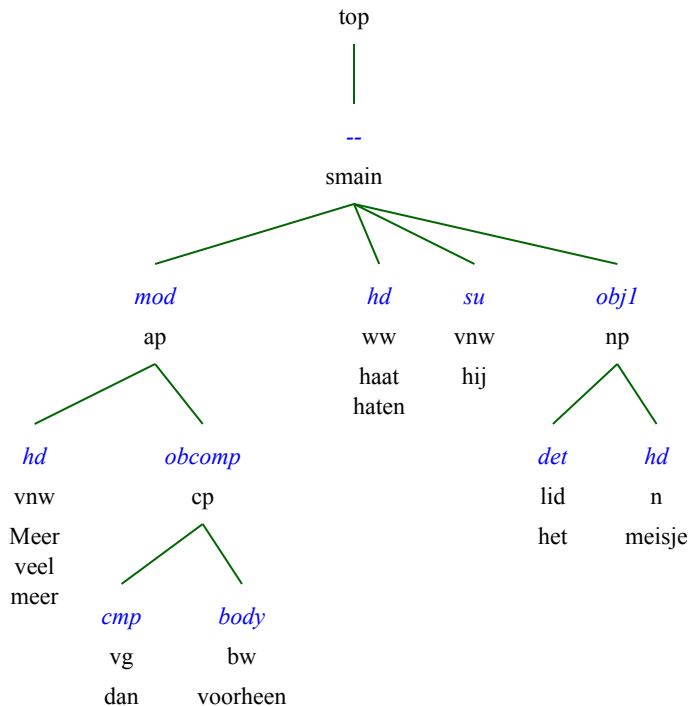 top
--
smain
mod hd su obj1
ap ww vnw np
haat hij
haten
hd obcomp det hd
vnw cp lid n
Meer het meisje
veel
meer
cmp body
vg bw
dan voorheen